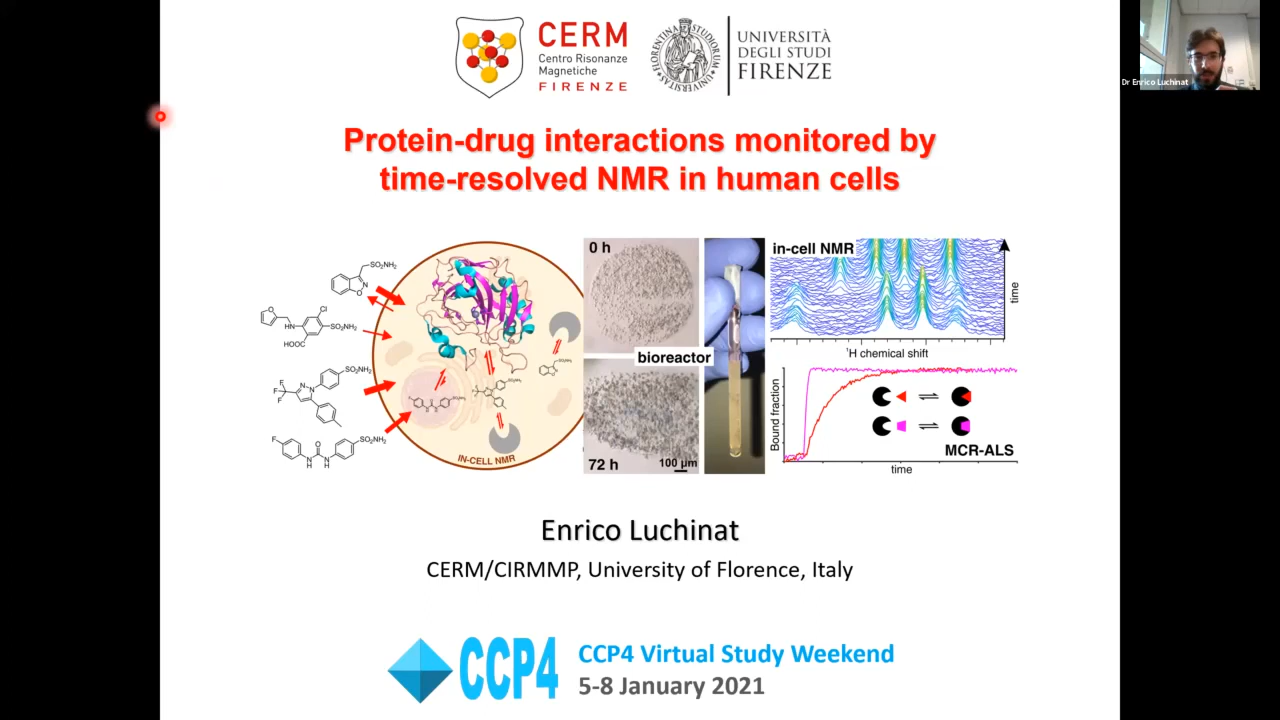 CERM
Centro Risonanze
Magnetiche
FIRENZE
UNIVERSITÀ
DEGLI STUDI
FIRENZE
Dr Enrico Luchinat
Protein-drug interactions monitored by
time-resolved NMR in human cells
0 h
in-cell NMR
time
bioreactor
¹H chemical shift
Bound fraction
72 h
100 µm
MCR-ALS
time
IN-CELL NMR
SO₂NH₂
N
O
Cl
O
HN
SO₂NH₂
HOOC
SO₂NH₂
F
F
F
N
N
F
O
N
H
N
H
SO₂NH₂
Enrico Luchinat
CERM/CIRMMP, University of Florence, Italy
CCP4
CCP4 Virtual Study Weekend
5-8 January 2021